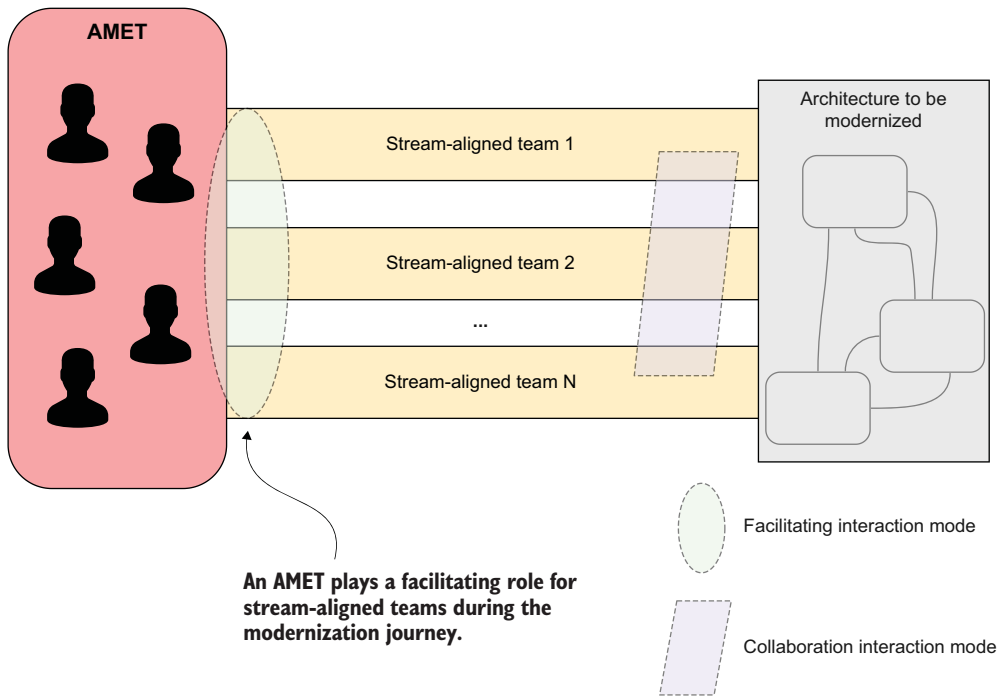 AMET
Stream-aligned team 1
Stream-aligned team 2
...
Stream-aligned team N
Architecture to be
modernized
An AMET plays a facilitating role for
stream-aligned teams during the
modernization journey.
Facilitating interaction mode
Collaboration interaction mode